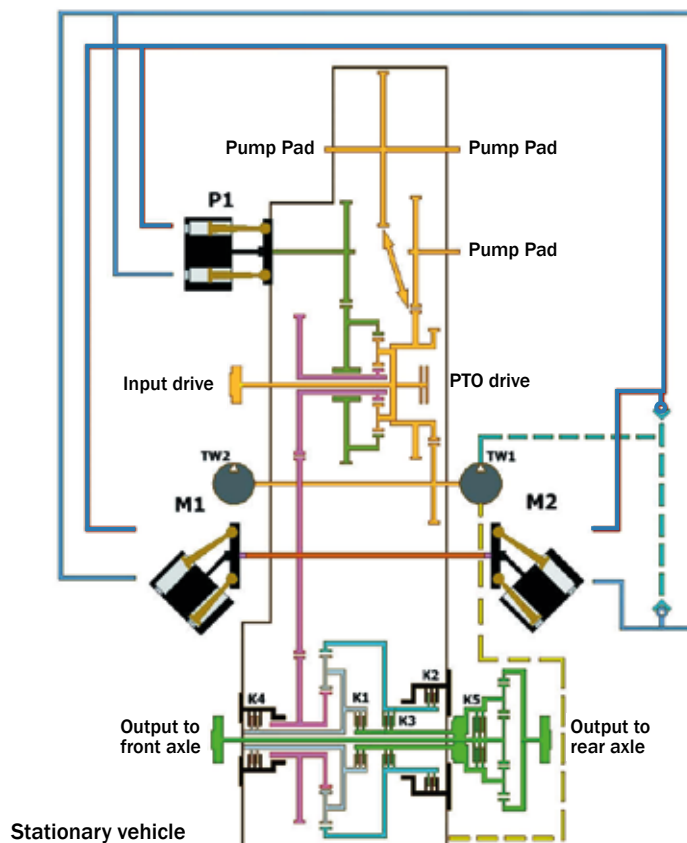 Pump Pad
Pump Pad
P1
Pump Pad
Input drive
PTO drive
TW2
TW1
M1
M2
K4
K1
K2
K3
K5
Output to
front axle
Output to
rear axle
Stationary vehicle